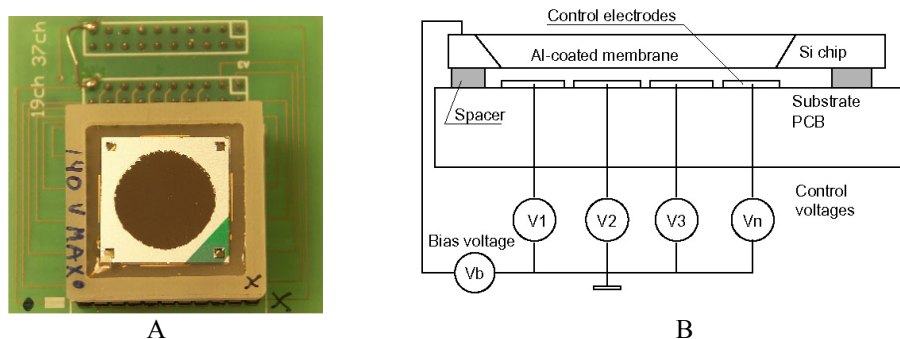 19ch 37ch
2
140 V MAX.
X
X
A
Control electrodes
Al-coated membrane
Si chip
Spacer
Substrate
PCB
Control
voltages
V1
V2
V3
Vn
Bias voltage
Vb
B